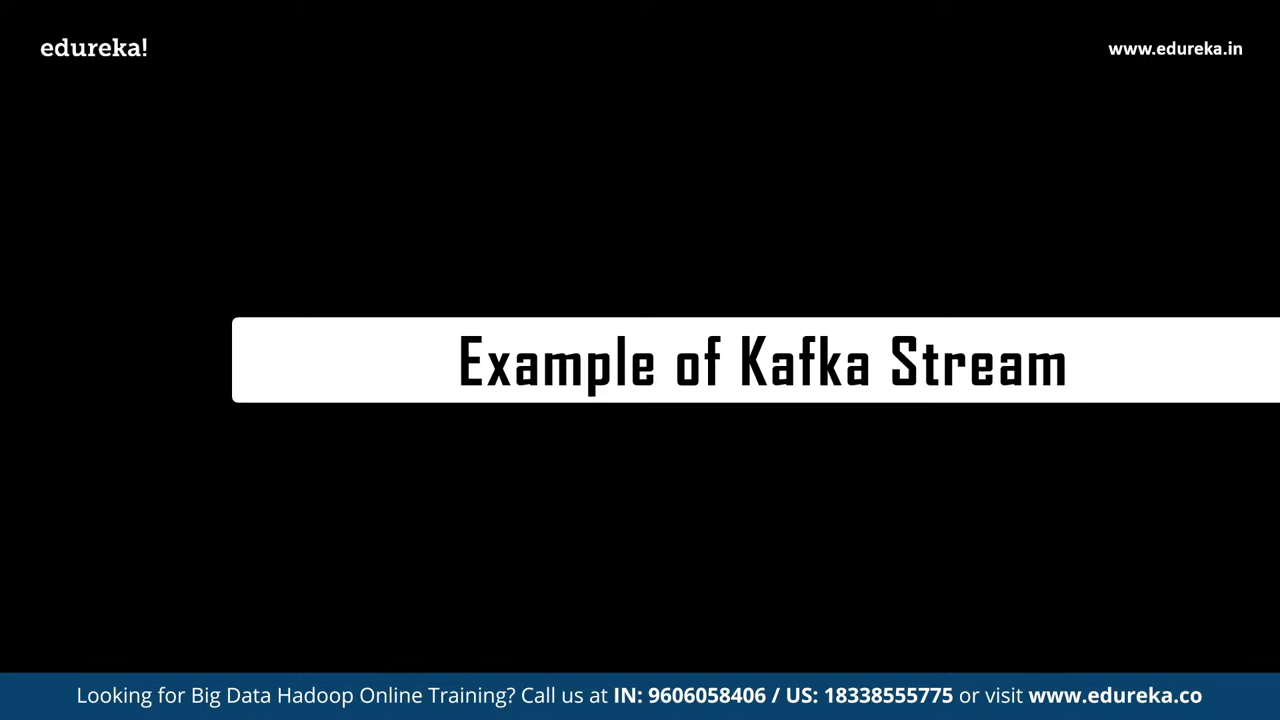 edureka!
www.edureka.in
Example of Kafka Stream
Looking for Big Data Hadoop Online Training? Call us at IN: 9606058406 / US: 18338555775 or visit www.edureka.co